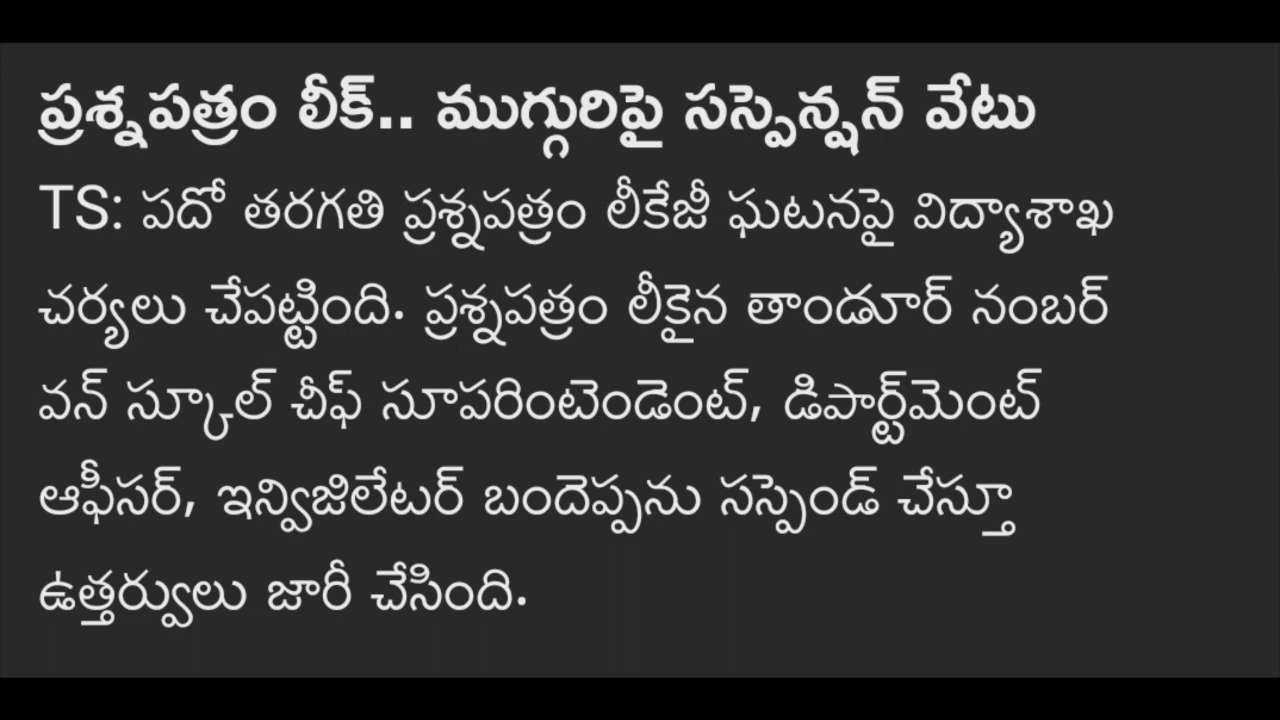 ప్రశ్నపత్రం లీక్.. ముగ్గురిపై సస్పెన్షన్ వేటు
TS: పదో తరగతి ప్రశ్నపత్రం లీకేజీ ఘటనపై విద్యాశాఖ
చర్యలు చేపట్టింది. ప్రశ్నపత్రం లీకైన తాండూర్ నంబర్
వన్ స్కూల్ చీఫ్ సూపరింటెండెంట్, డిపార్ట్‌మెంట్
ఆఫీసర్, ఇన్విజిలేటర్ బందెప్పను సస్పెండ్ చేస్తూ
ఉత్తర్వులు జారీ చేసింది.